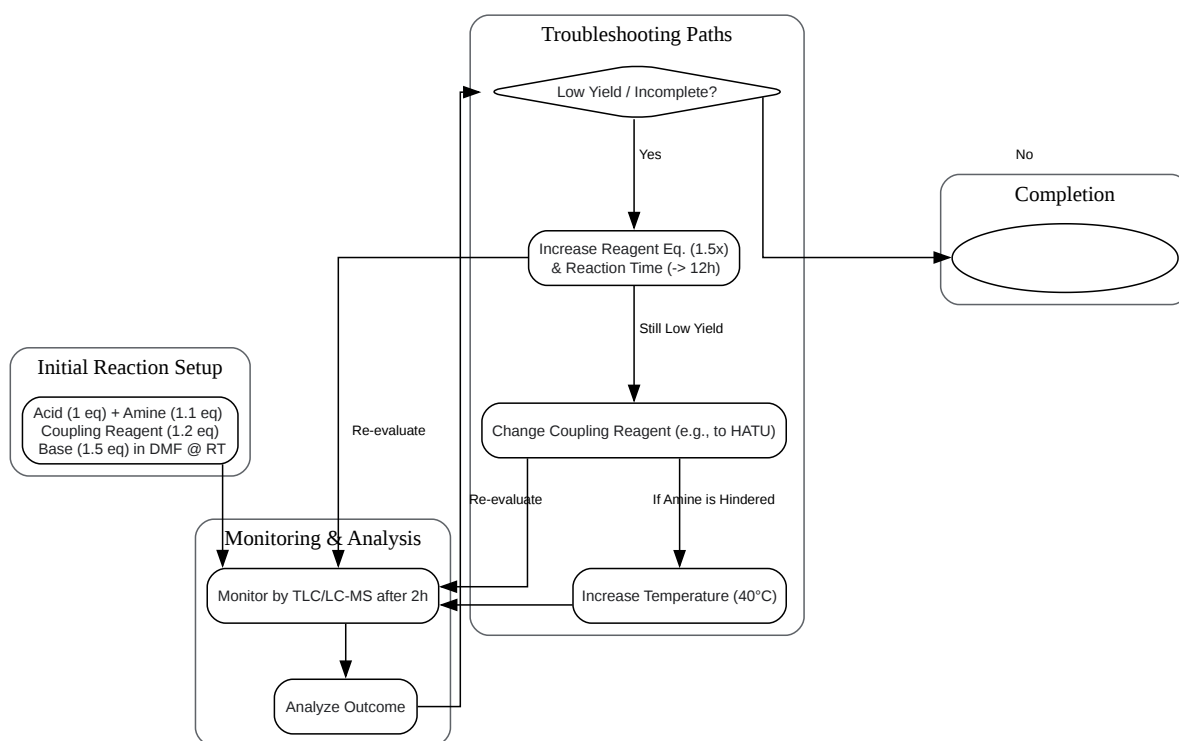 Troubleshooting Paths
Low Yield / Incomplete?
Yes
No
Completion
Increase Reagent Eq. (1.5x)
& Reaction Time (-> 12h)
Still Low Yield
Initial Reaction Setup
Acid (1 eq) + Amine (1.1 eq)
Coupling Reagent (1.2 eq)
Base (1.5 eq) in DMF @ RT
Re-evaluate
Change Coupling Reagent (e.g., to HATU)
Re-evaluate
If Amine is Hindered
Monitoring & Analysis
Monitor by TLC/LC-MS after 2h
Increase Temperature (40°C)
Analyze Outcome